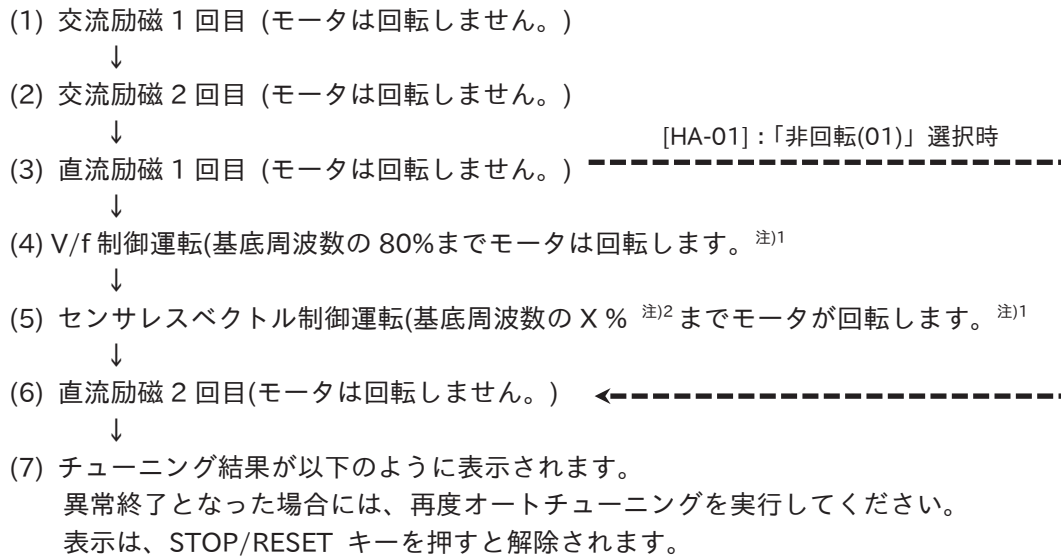 (1) 交流励磁 1 回目 (モータは回転しません。)
↓
(2) 交流励磁 2 回目 (モータは回転しません。)
↓
[HA-01]:「非回転(01)」選択時
(3) 直流励磁 1 回目 (モータは回転しません。)
↓
(4) V/f 制御運転(基底周波数の 80%までモータは回転します。 注)1
↓
(5) センサレスベクトル制御運転(基底周波数の X % 注)2 までモータが回転します。 注)1
↓
(6) 直流励磁 2 回目(モータは回転しません。)
↓
(7) チューニング結果が以下のように表示されます。
異常終了となった場合には、再度オートチューニングを実行してください。
表示は、STOP/RESET キーを押すと解除されます。